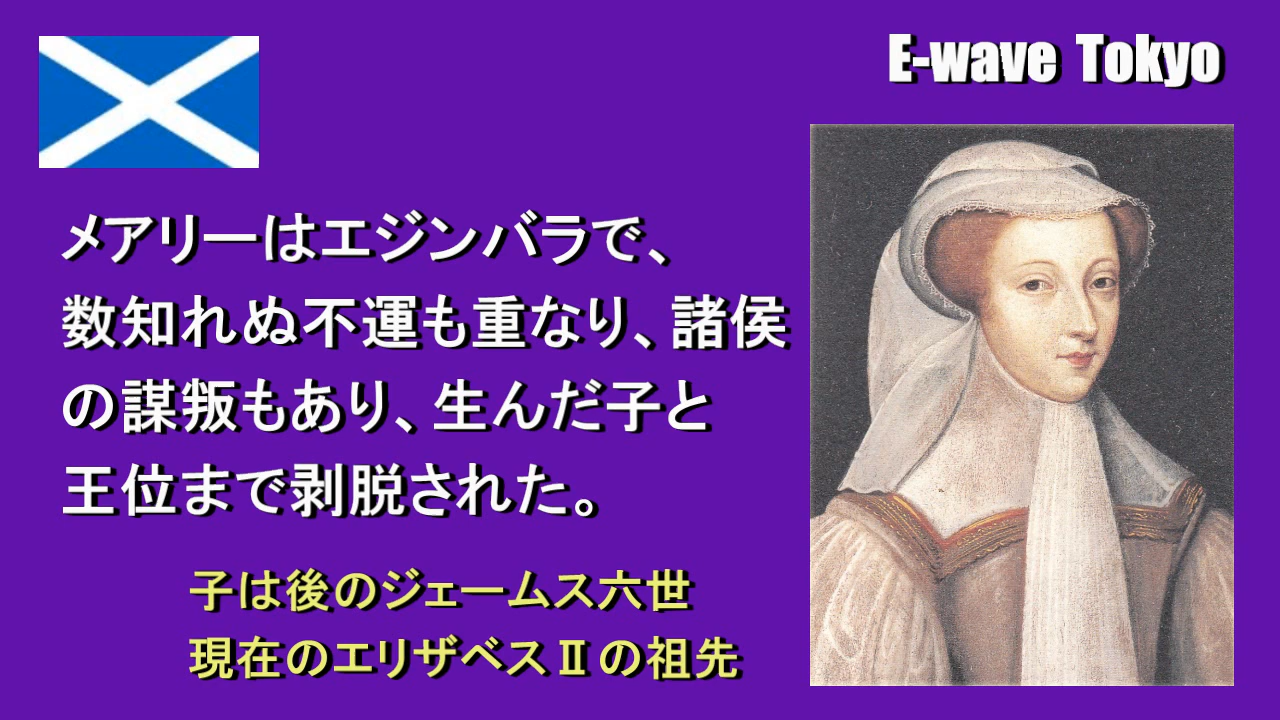 E-wave Tokyo
メアリーはエジンバラで、
数知れぬ不運も重なり、諸侯
の謀叛もあり、生んだ子と
王位まで剥脱された。
子は後のジェームス六世
現在のエリザベスⅡの祖先